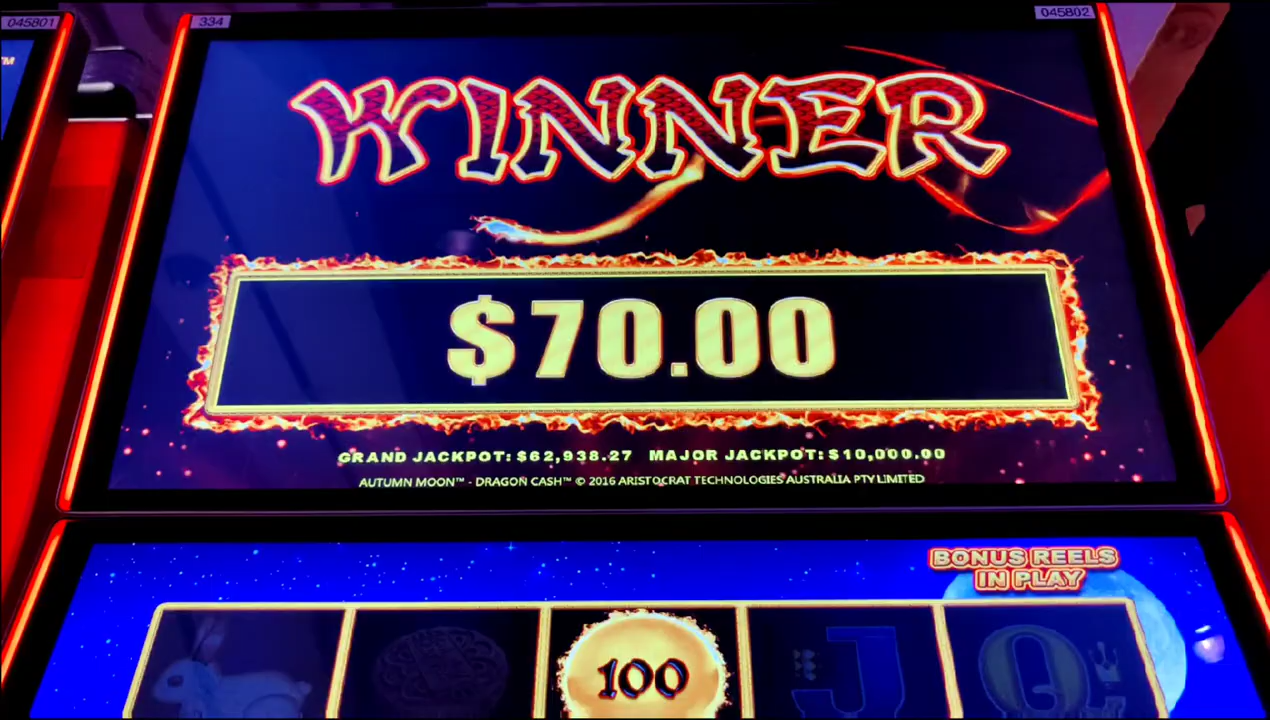 045801
334
045802
TM
WINNER
$70.00
GRAND JACKPOT: $62,938.27 MAJOR JACKPOT: $10,000.00
AUTUMN MOON™ - DRAGON CASH™ © 2016 ARISTOCRAT TECHNOLOGIES AUSTRALIA PTY LIMITED
BONUS REELS
IN PLAY
100
J
Q